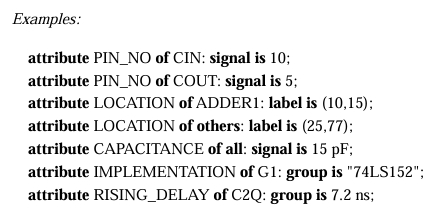 Examples:
attribute PIN_NO of CIN: signal is 10;
attribute PIN_NO of COUT: signal is 5;
attribute LOCATION of ADDER1: label is (10,15);
attribute LOCATION of others: label is (25,77);
attribute CAPACITANCE of all: signal is 15 pF;
attribute IMPLEMENTATION of G1: group is "74LS152";
attribute RISING_DELAY of C2Q: group is 7.2 ns;